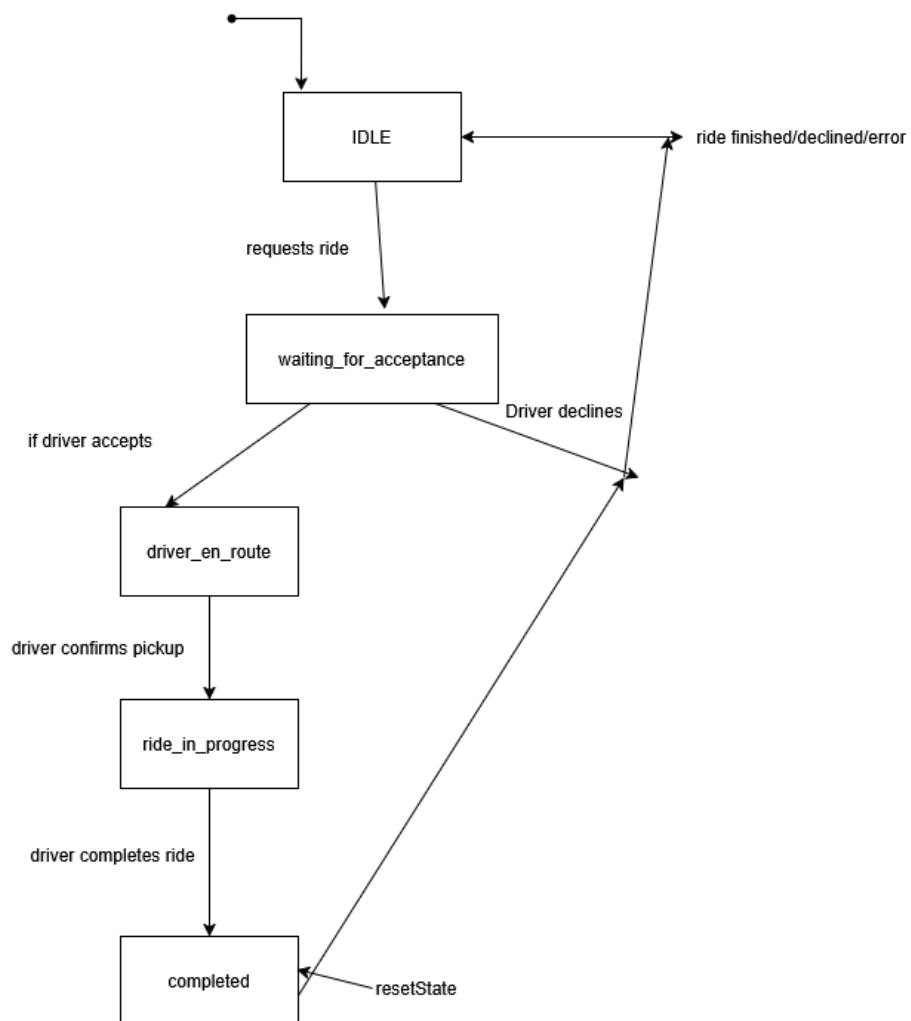 IDLE
ride finished/declined/error
requests ride
waiting_for_acceptance
Driver declines
if driver accepts
driver_en_route
driver confirms pickup
ride_in_progress
driver completes ride
completed
resetState